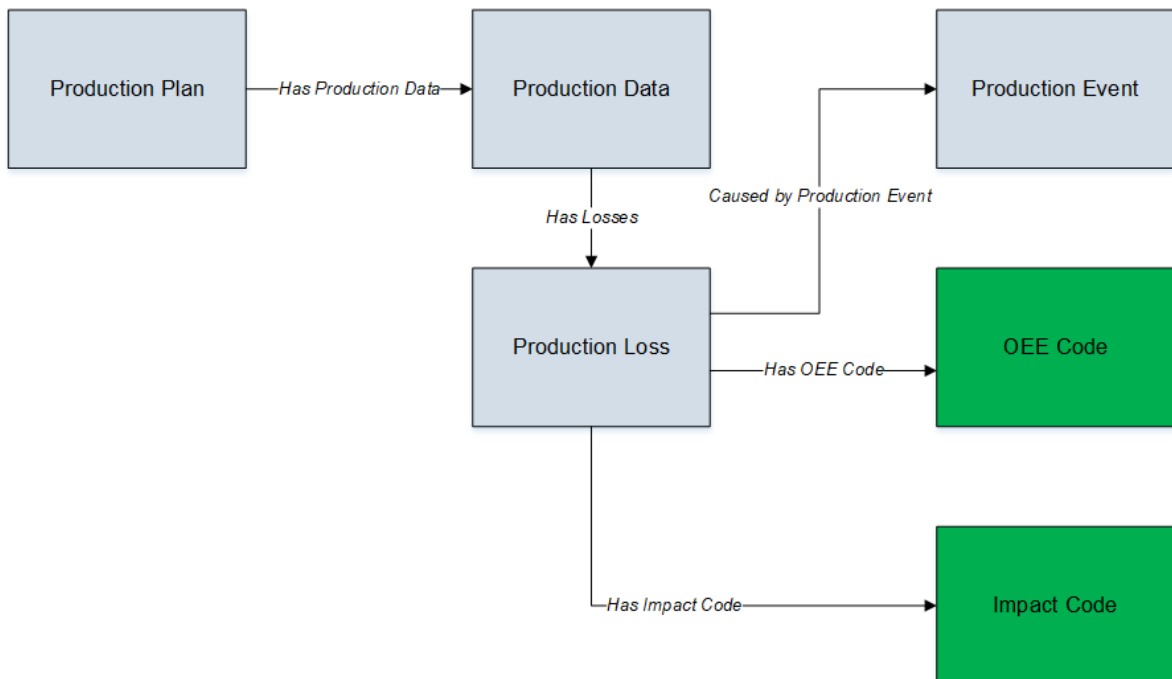 Production Plan
Has Production Data
Production Data
Production Event
Caused by Production Event
Has Losses
Production Loss
Has OEE Code
OEE Code
Has Impact Code
Impact Code